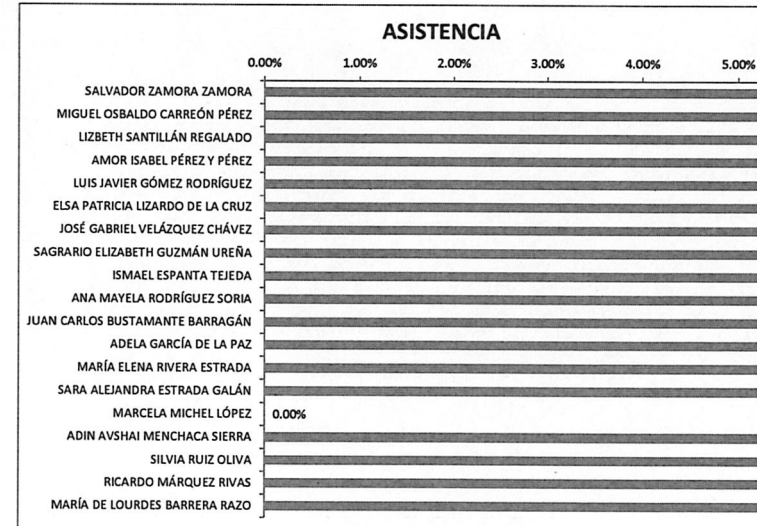 ASISTENCIA
0.00% 1.00% 2.00% 3.00% 4.00% 5.00%
SALVADOR ZAMORA ZAMORA
MIGUEL OSBALDO CARREÓN PÉREZ
LIZBETH SANTILLÁN REGALADO
AMOR ISABEL PÉREZ Y PÉREZ
LUIS JAVIER GÓMEZ RODRÍGUEZ
ELSA PATRICIA LIZARDO DE LA CRUZ
JOSÉ GABRIEL VELÁZQUEZ CHÁVEZ
SAGRARIO ELIZABETH GUZMÁN UREÑA
ISMAEL ESPANTA TEJEDA
ANA MAYELA RODRÍGUEZ SORIA
JUAN CARLOS BUSTAMANTE BARRAGÁN
ADELA GARCÍA DE LA PAZ
MARÍA ELENA RIVERA ESTRADA
SARA ALEJANDRA ESTRADA GALÁN
MARCELA MICHEL LÓPEZ 0.00%
ADIN AVSHAI MENCHACA SIERRA
SILVIA RUIZ OLIVA
RICARDO MÁRQUEZ RIVAS
MARÍA DE LOURDES BARRERA RAZO